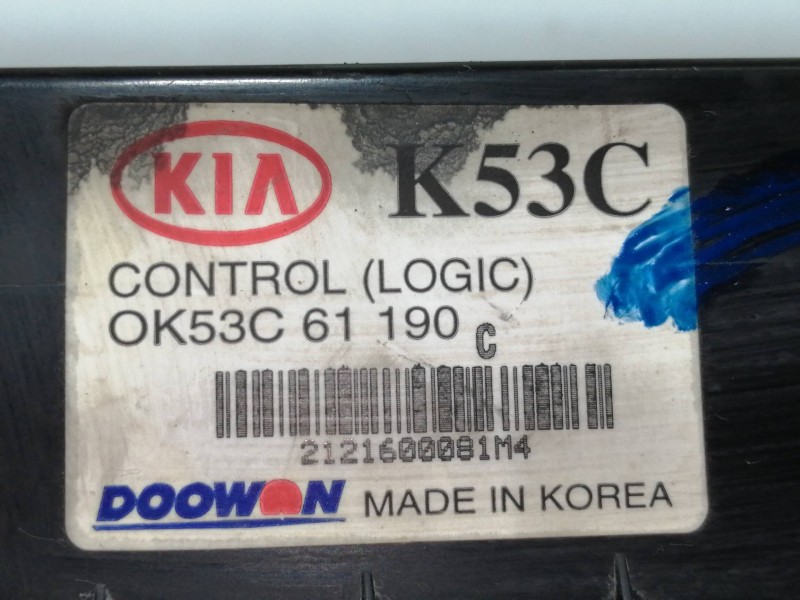 KIA K53C
CONTROL (LOGIC)
OK53C 61 190 C
2121600081M4
DOOWON MADE IN KOREA